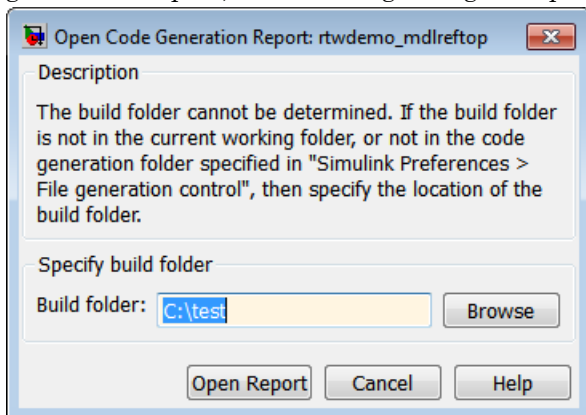 Open Code Generation Report: rtwdemo_mdlreftop
Description
The build folder cannot be determined. If the build folder
is not in the current working folder, or not in the code
generation folder specified in "Simulink Preferences >
File generation control", then specify the location of the
build folder.
Specify build folder
Build folder: C:\test Browse
Open Report Cancel Help